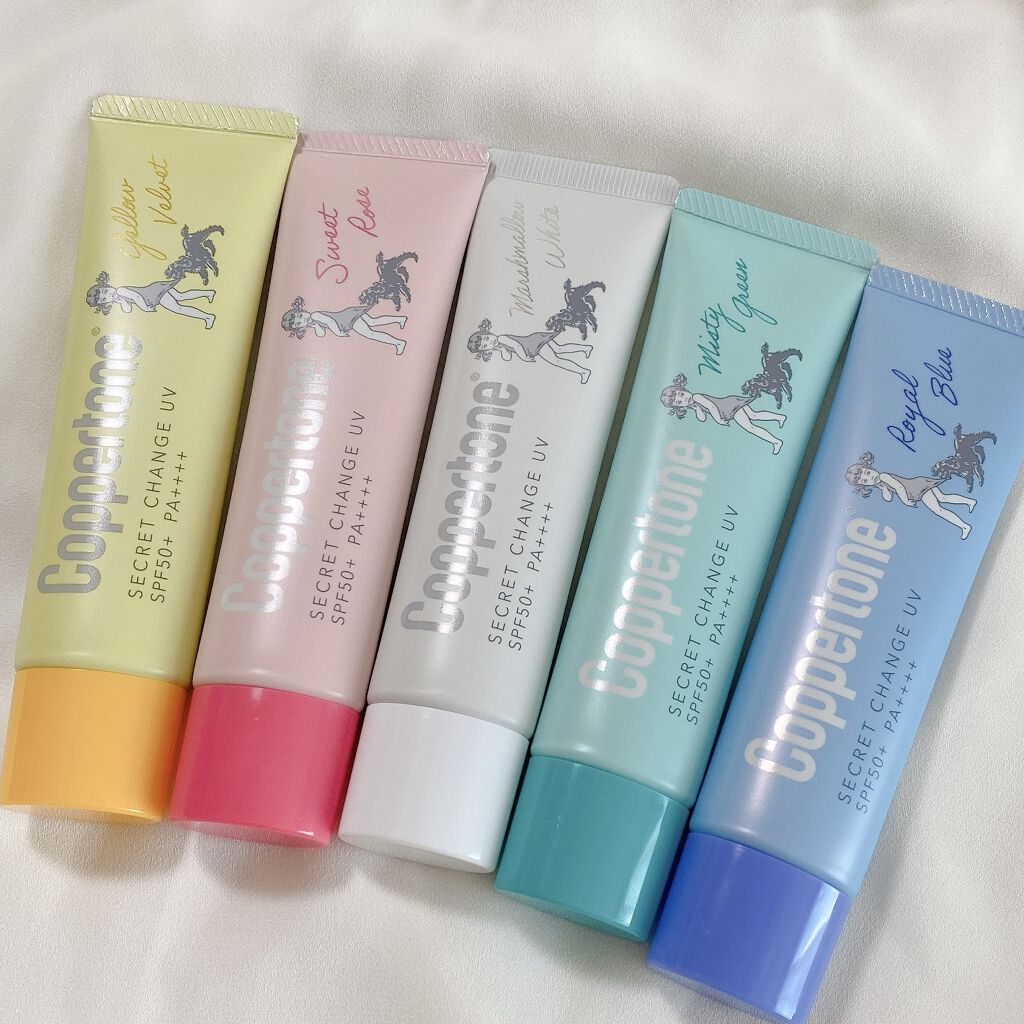 Yellow
Velvet
Coppertone®
SECRET CHANGE UV
SPF50+ PA++++
Sweet
Rose
Coppertone
SECRET CHANGE UV
SPF50+ PA++++
Marshmallow
White
Coppertone®
SECRET CHANGE UV
SPF50+ PA++++
Misty
Green
Coppertone
SECRET CHANGE UV
SPF50+ PA++++
Royal
Blue
Coppertone®
SECRET CHANGE UV
SPF50+ PA++++